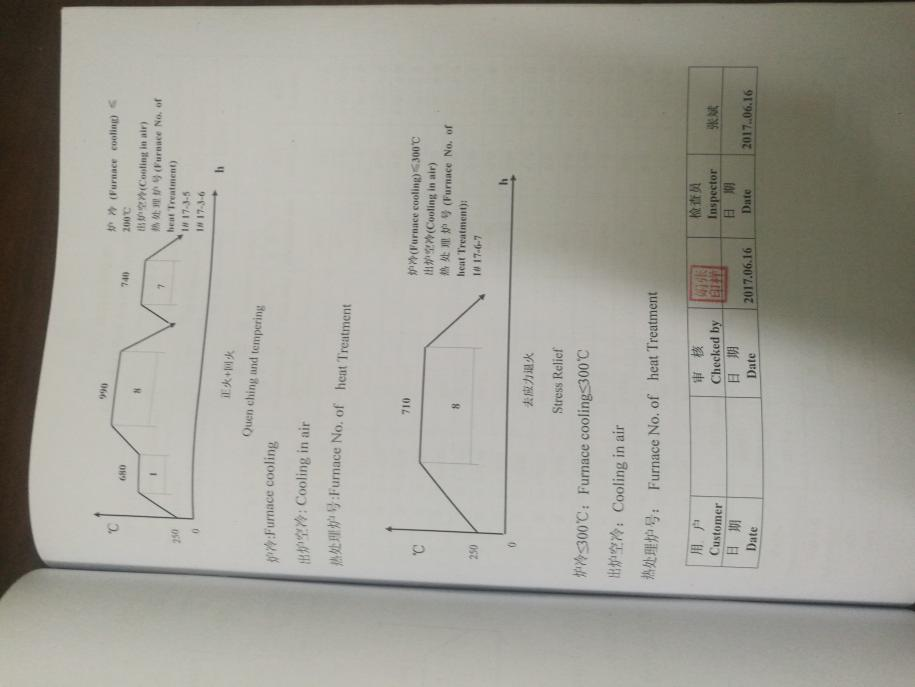 ℃
990
680
740
1
8
7
250
0
h
炉 冷 (Furnace cooling) ≤
200℃
出炉空冷(Cooling in air)
热处理炉号(Furnace No. of
heat Treatment)
1# 17-3-5
1# 17-3-6
正火+回火
Quen ching and tempering
炉冷:Furnace cooling
出炉空冷: Cooling in air
热处理炉号:Furnace No. of heat Treatment
℃
710
8
250
0
h
炉冷(Furnace cooling)≤300℃
出炉空冷(Cooling in air)
热 处 理 炉 号 (Furnace No. of
heat Treatment):
1# 17-6-7
去应力退火
Stress Relief
炉冷≤300℃: Furnace cooling≤300℃
出炉空冷: Cooling in air
热处理炉号: Furnace No. of heat Treatment
用 户
Customer
审 核
Checked by
娟张
印样
检查员
Inspector
张斌
日 期
Date
日 期
Date
2017.06.16
日 期
Date
2017..06.16